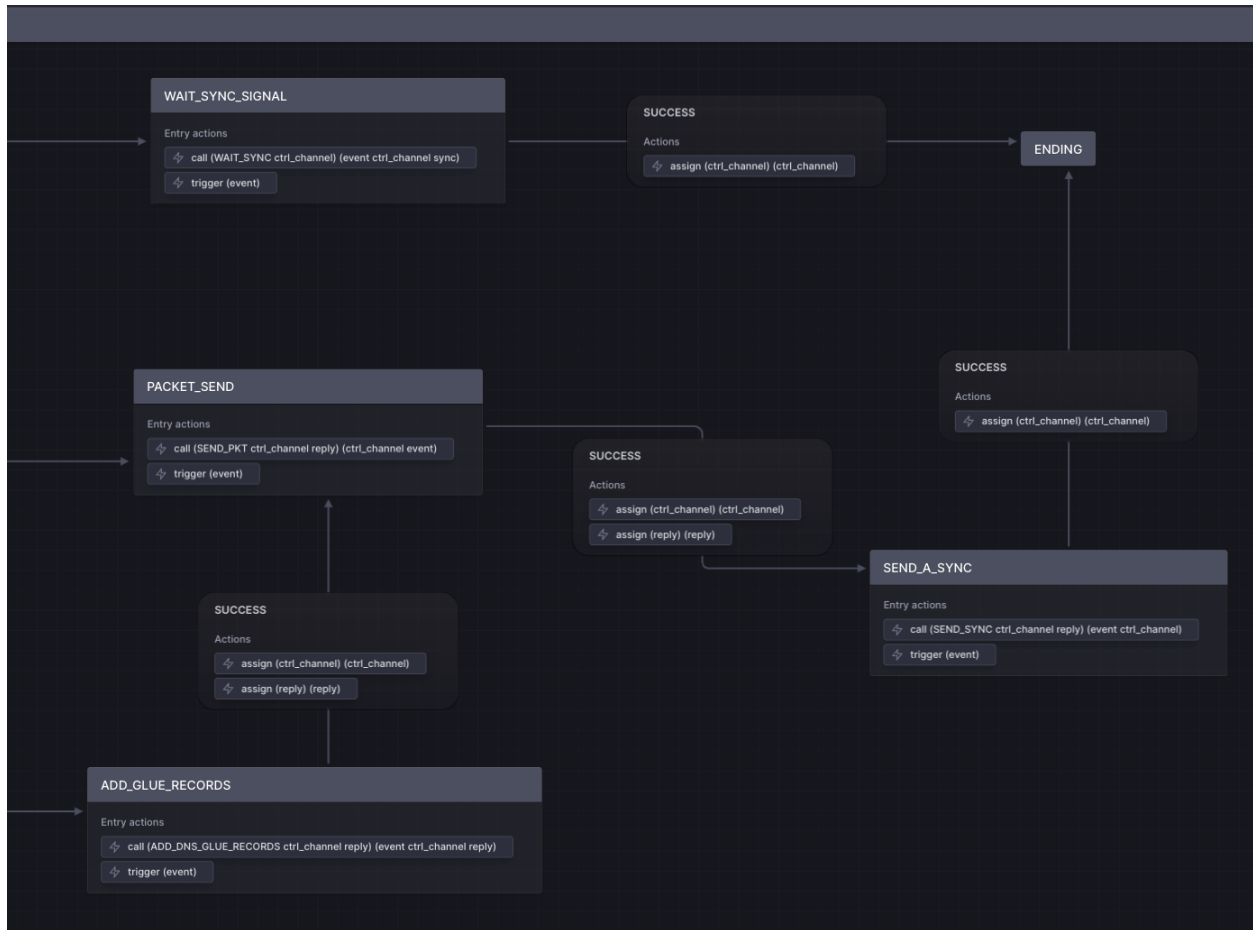 WAIT_SYNC_SIGNAL
Entry actions
call (WAIT_SYNC ctrl_channel) (event ctrl_channel sync)
trigger (event)
SUCCESS
Actions
assign (ctrl_channel) (ctrl_channel)
ENDING
PACKET_SEND
Entry actions
call (SEND_PKT ctrl_channel reply) (ctrl_channel event)
trigger (event)
SUCCESS
Actions
assign (ctrl_channel) (ctrl_channel)
SUCCESS
Actions
assign (ctrl_channel) (ctrl_channel)
assign (reply) (reply)
SEND_A_SYNC
Entry actions
call (SEND_SYNC ctrl_channel reply) (event ctrl_channel)
trigger (event)
SUCCESS
Actions
assign (ctrl_channel) (ctrl_channel)
assign (reply) (reply)
ADD_GLUE_RECORDS
Entry actions
call (ADD_DNS_GLUE_RECORDS ctrl_channel reply) (event ctrl_channel reply)
trigger (event)